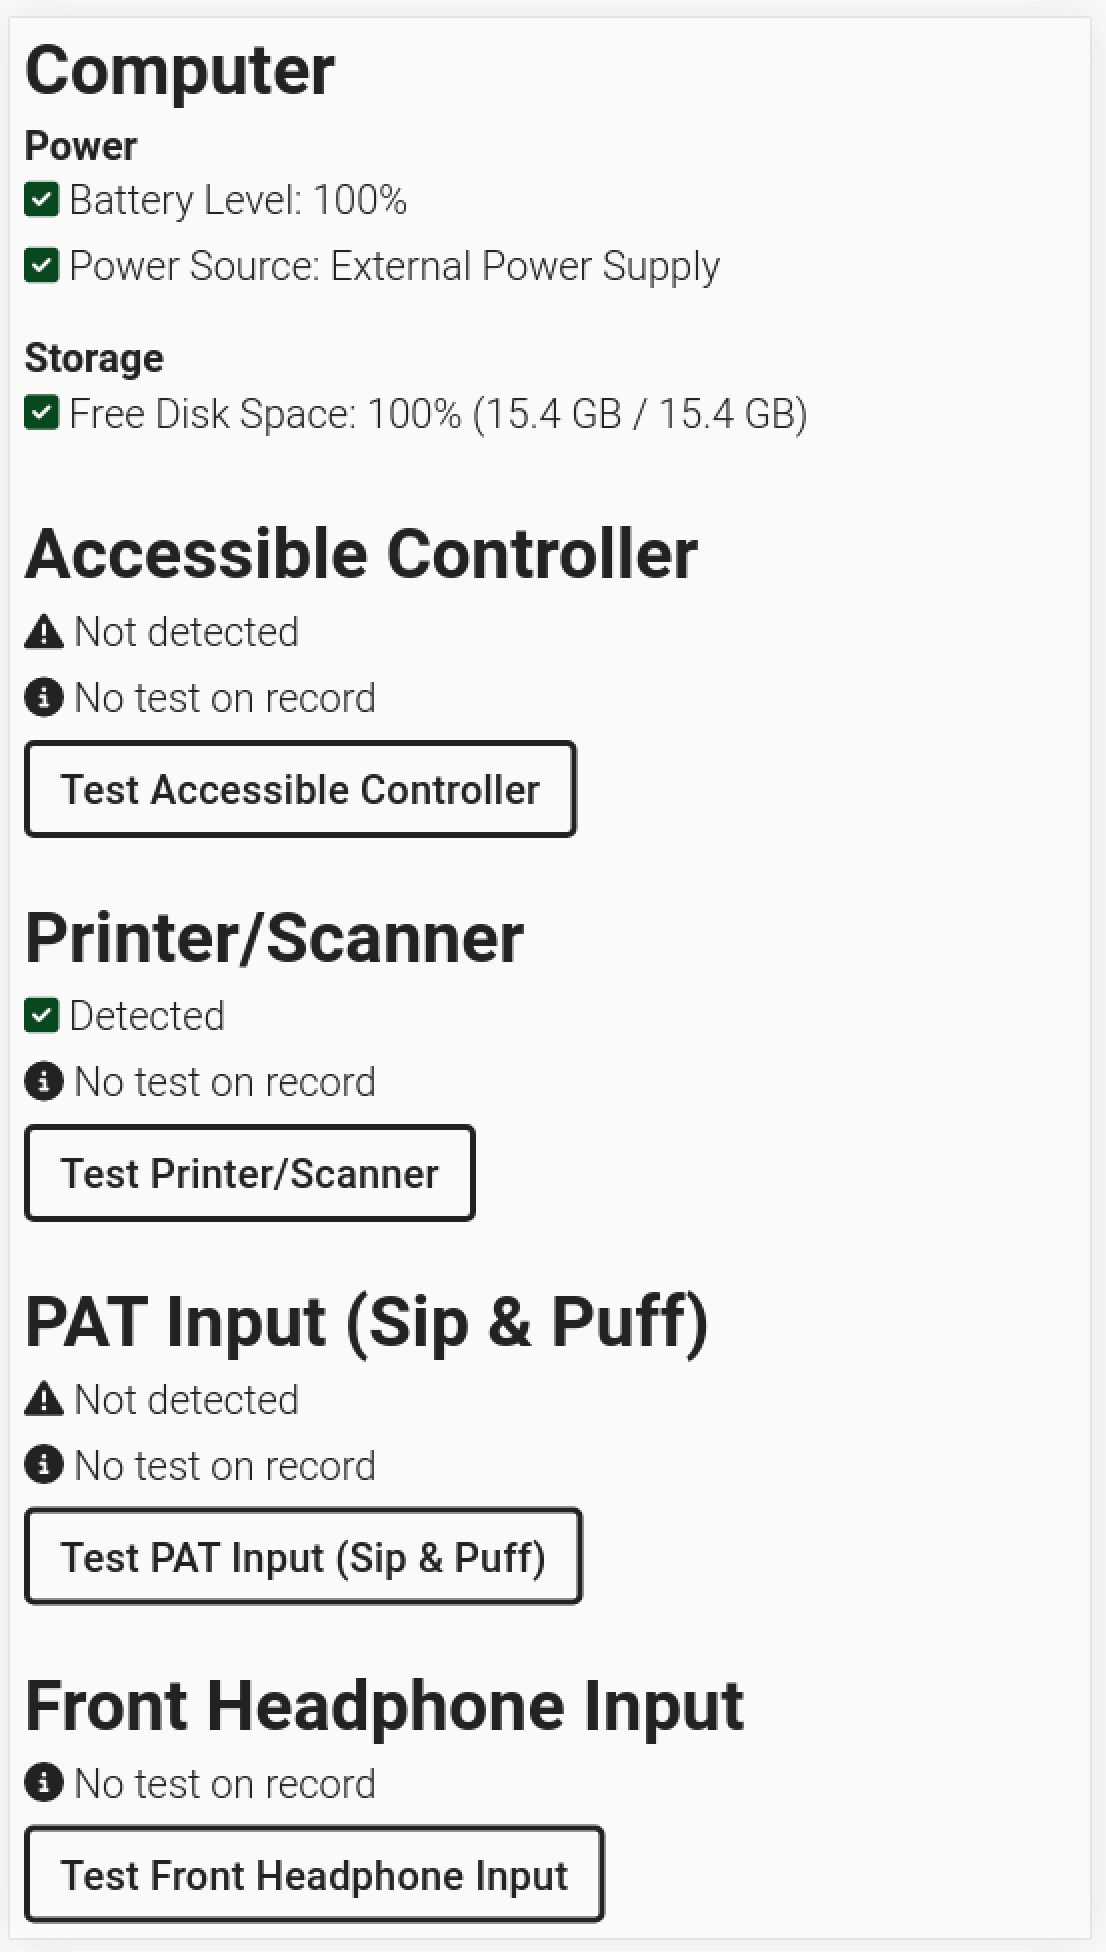 Computer
Power
Battery Level: 100%
Power Source: External Power Supply
Storage
Free Disk Space: 100% (15.4 GB / 15.4 GB)
Accessible Controller
Not detected
No test on record
Test Accessible Controller
Printer/Scanner
Detected
No test on record
Test Printer/Scanner
PAT Input (Sip & Puff)
Not detected
No test on record
Test PAT Input (Sip & Puff)
Front Headphone Input
No test on record
Test Front Headphone Input